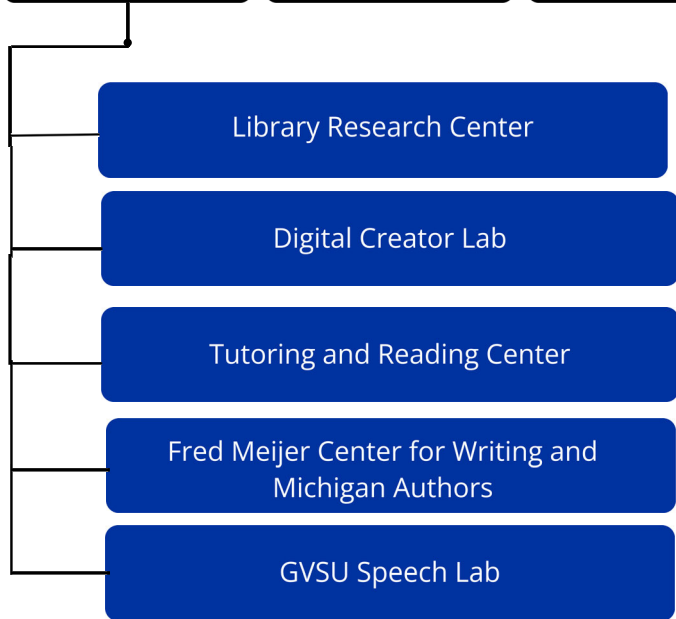 Library Research Center
Digital Creator Lab
Tutoring and Reading Center
Fred Meijer Center for Writing and
Michigan Authors
GVSU Speech Lab